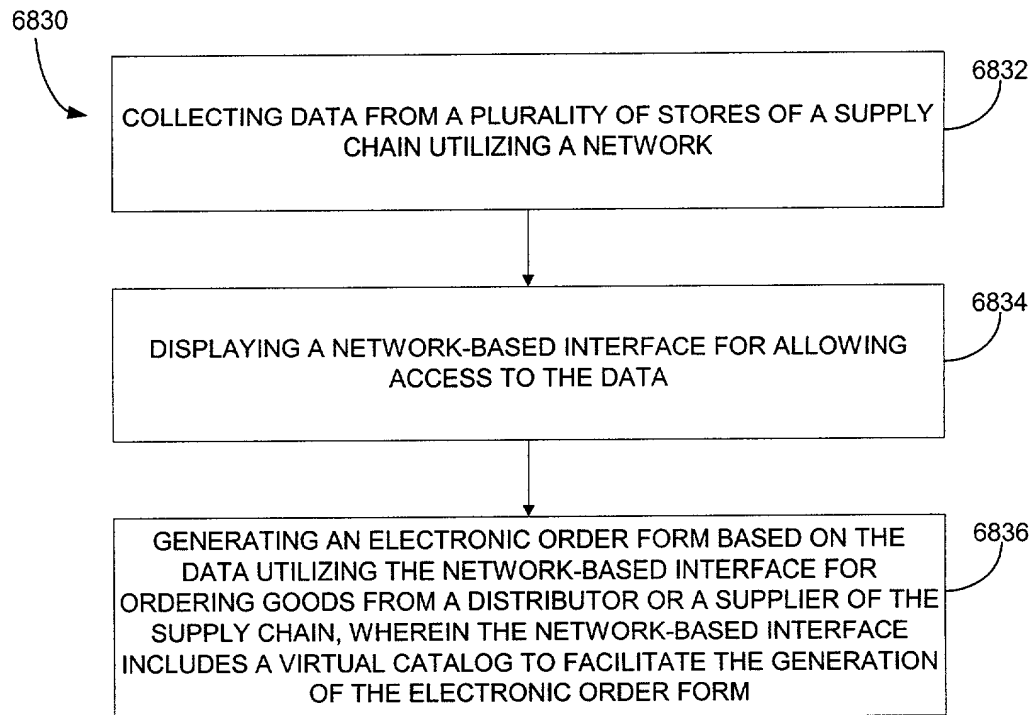 6830
6832
COLLECTING DATA FROM A PLURALITY OF STORES OF A SUPPLY
CHAIN UTILIZING A NETWORK
6834
DISPLAYING A NETWORK-BASED INTERFACE FOR ALLOWING
ACCESS TO THE DATA
6836
GENERATING AN ELECTRONIC ORDER FORM BASED ON THE
DATA UTILIZING THE NETWORK-BASED INTERFACE FOR
ORDERING GOODS FROM A DISTRIBUTOR OR A SUPPLIER OF THE
SUPPLY CHAIN, WHEREIN THE NETWORK-BASED INTERFACE
INCLUDES A VIRTUAL CATALOG TO FACILITATE THE GENERATION
OF THE ELECTRONIC ORDER FORM